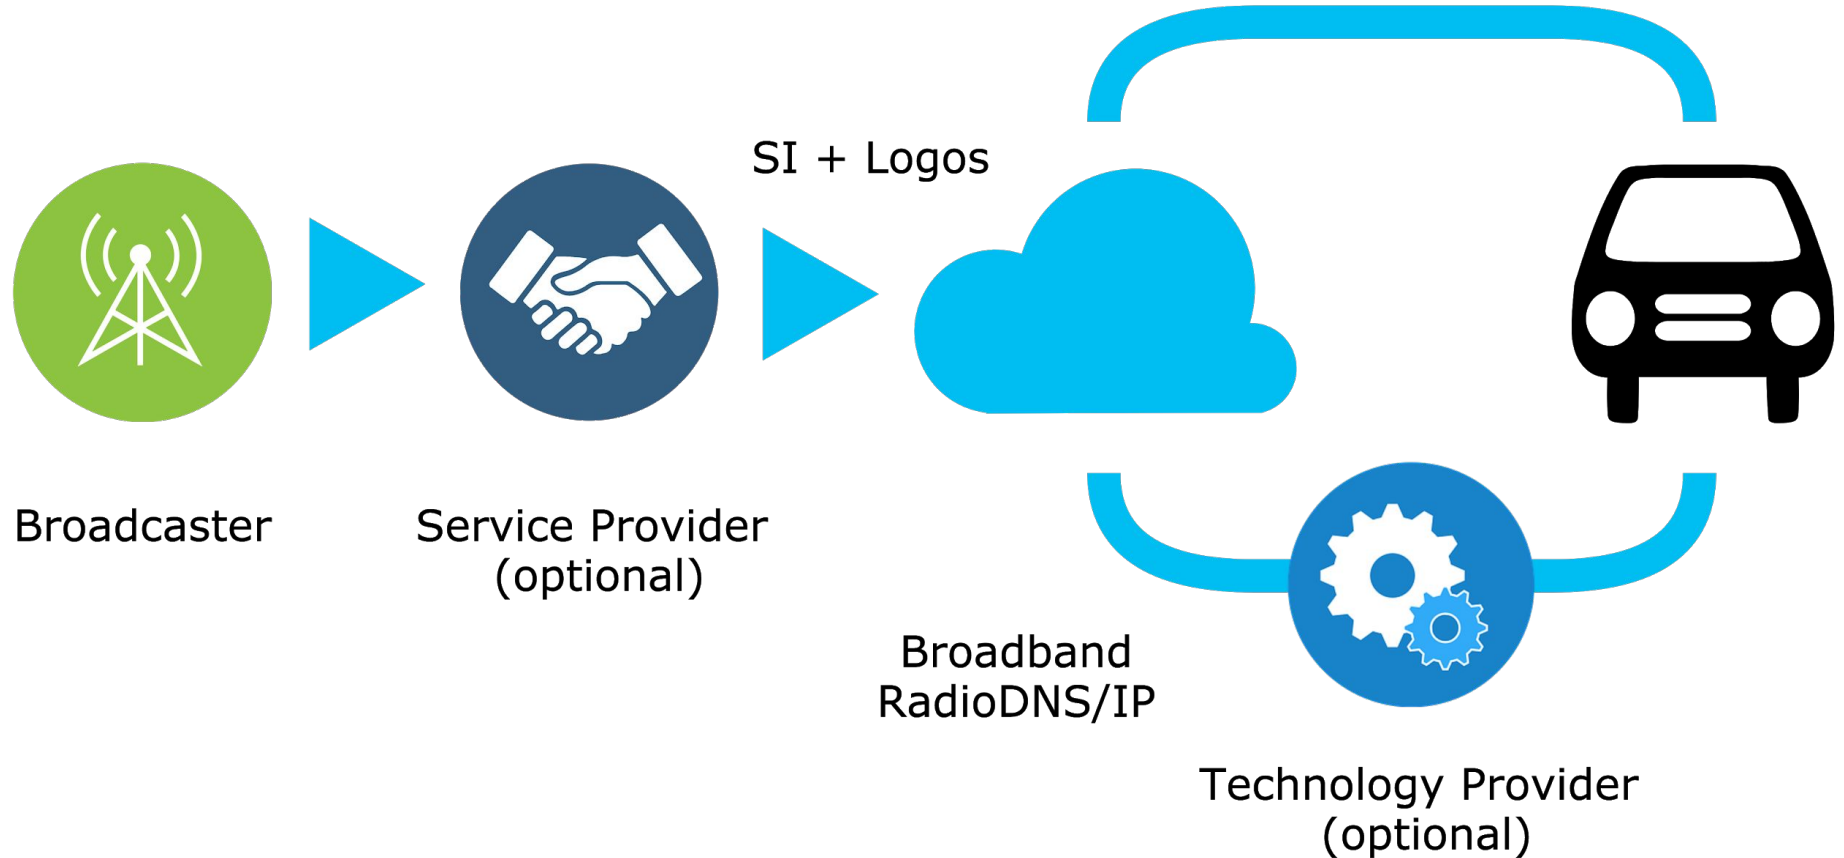 SI + Logos
Broadcaster
Service Provider
(optional)
Broadband
RadioDNS/IP
Technology Provider
(optional)